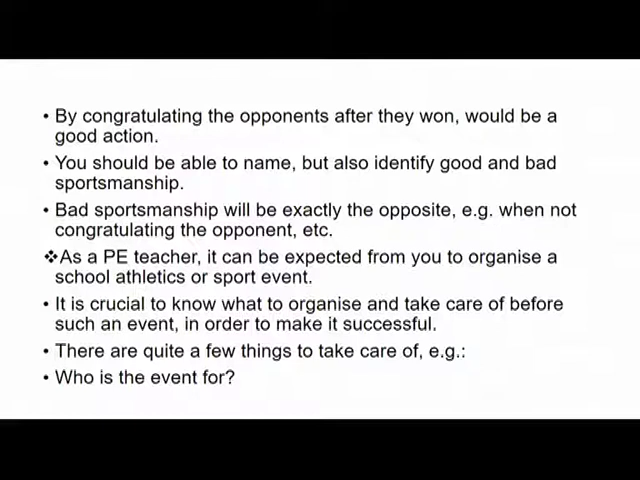 • By congratulating the opponents after they won, would be a
good action.
• You should be able to name, but also identify good and bad
sportsmanship.
• Bad sportsmanship will be exactly the opposite, e.g. when not
congratulating the opponent, etc.
❖As a PE teacher, it can be expected from you to organise a
school athletics or sport event.
• It is crucial to know what to organise and take care of before
such an event, in order to make it successful.
• There are quite a few things to take care of, e.g.:
• Who is the event for?